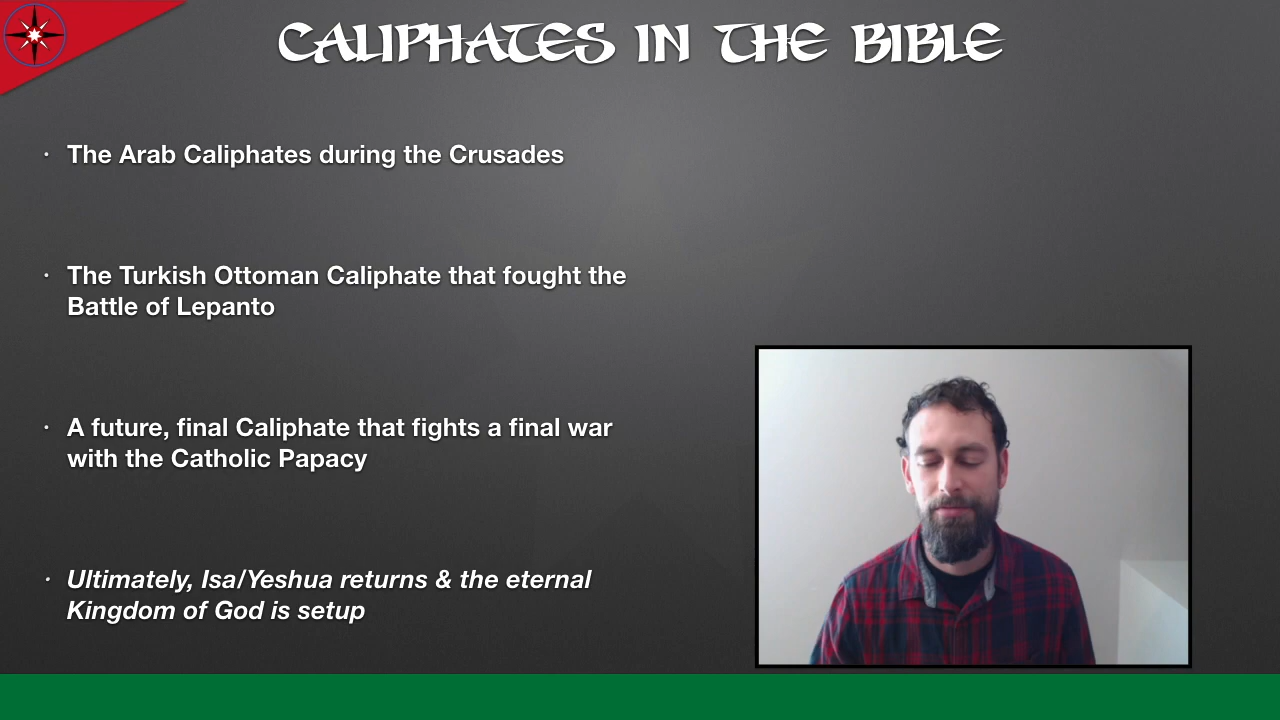 CALIPHATES IN THE BIBLE
· The Arab Caliphates during the Crusades
· The Turkish Ottoman Caliphate that fought the
Battle of Lepanto
· A future, final Caliphate that fights a final war
with the Catholic Papacy
· Ultimately, Isa/Yeshua returns & the eternal
Kingdom of God is setup